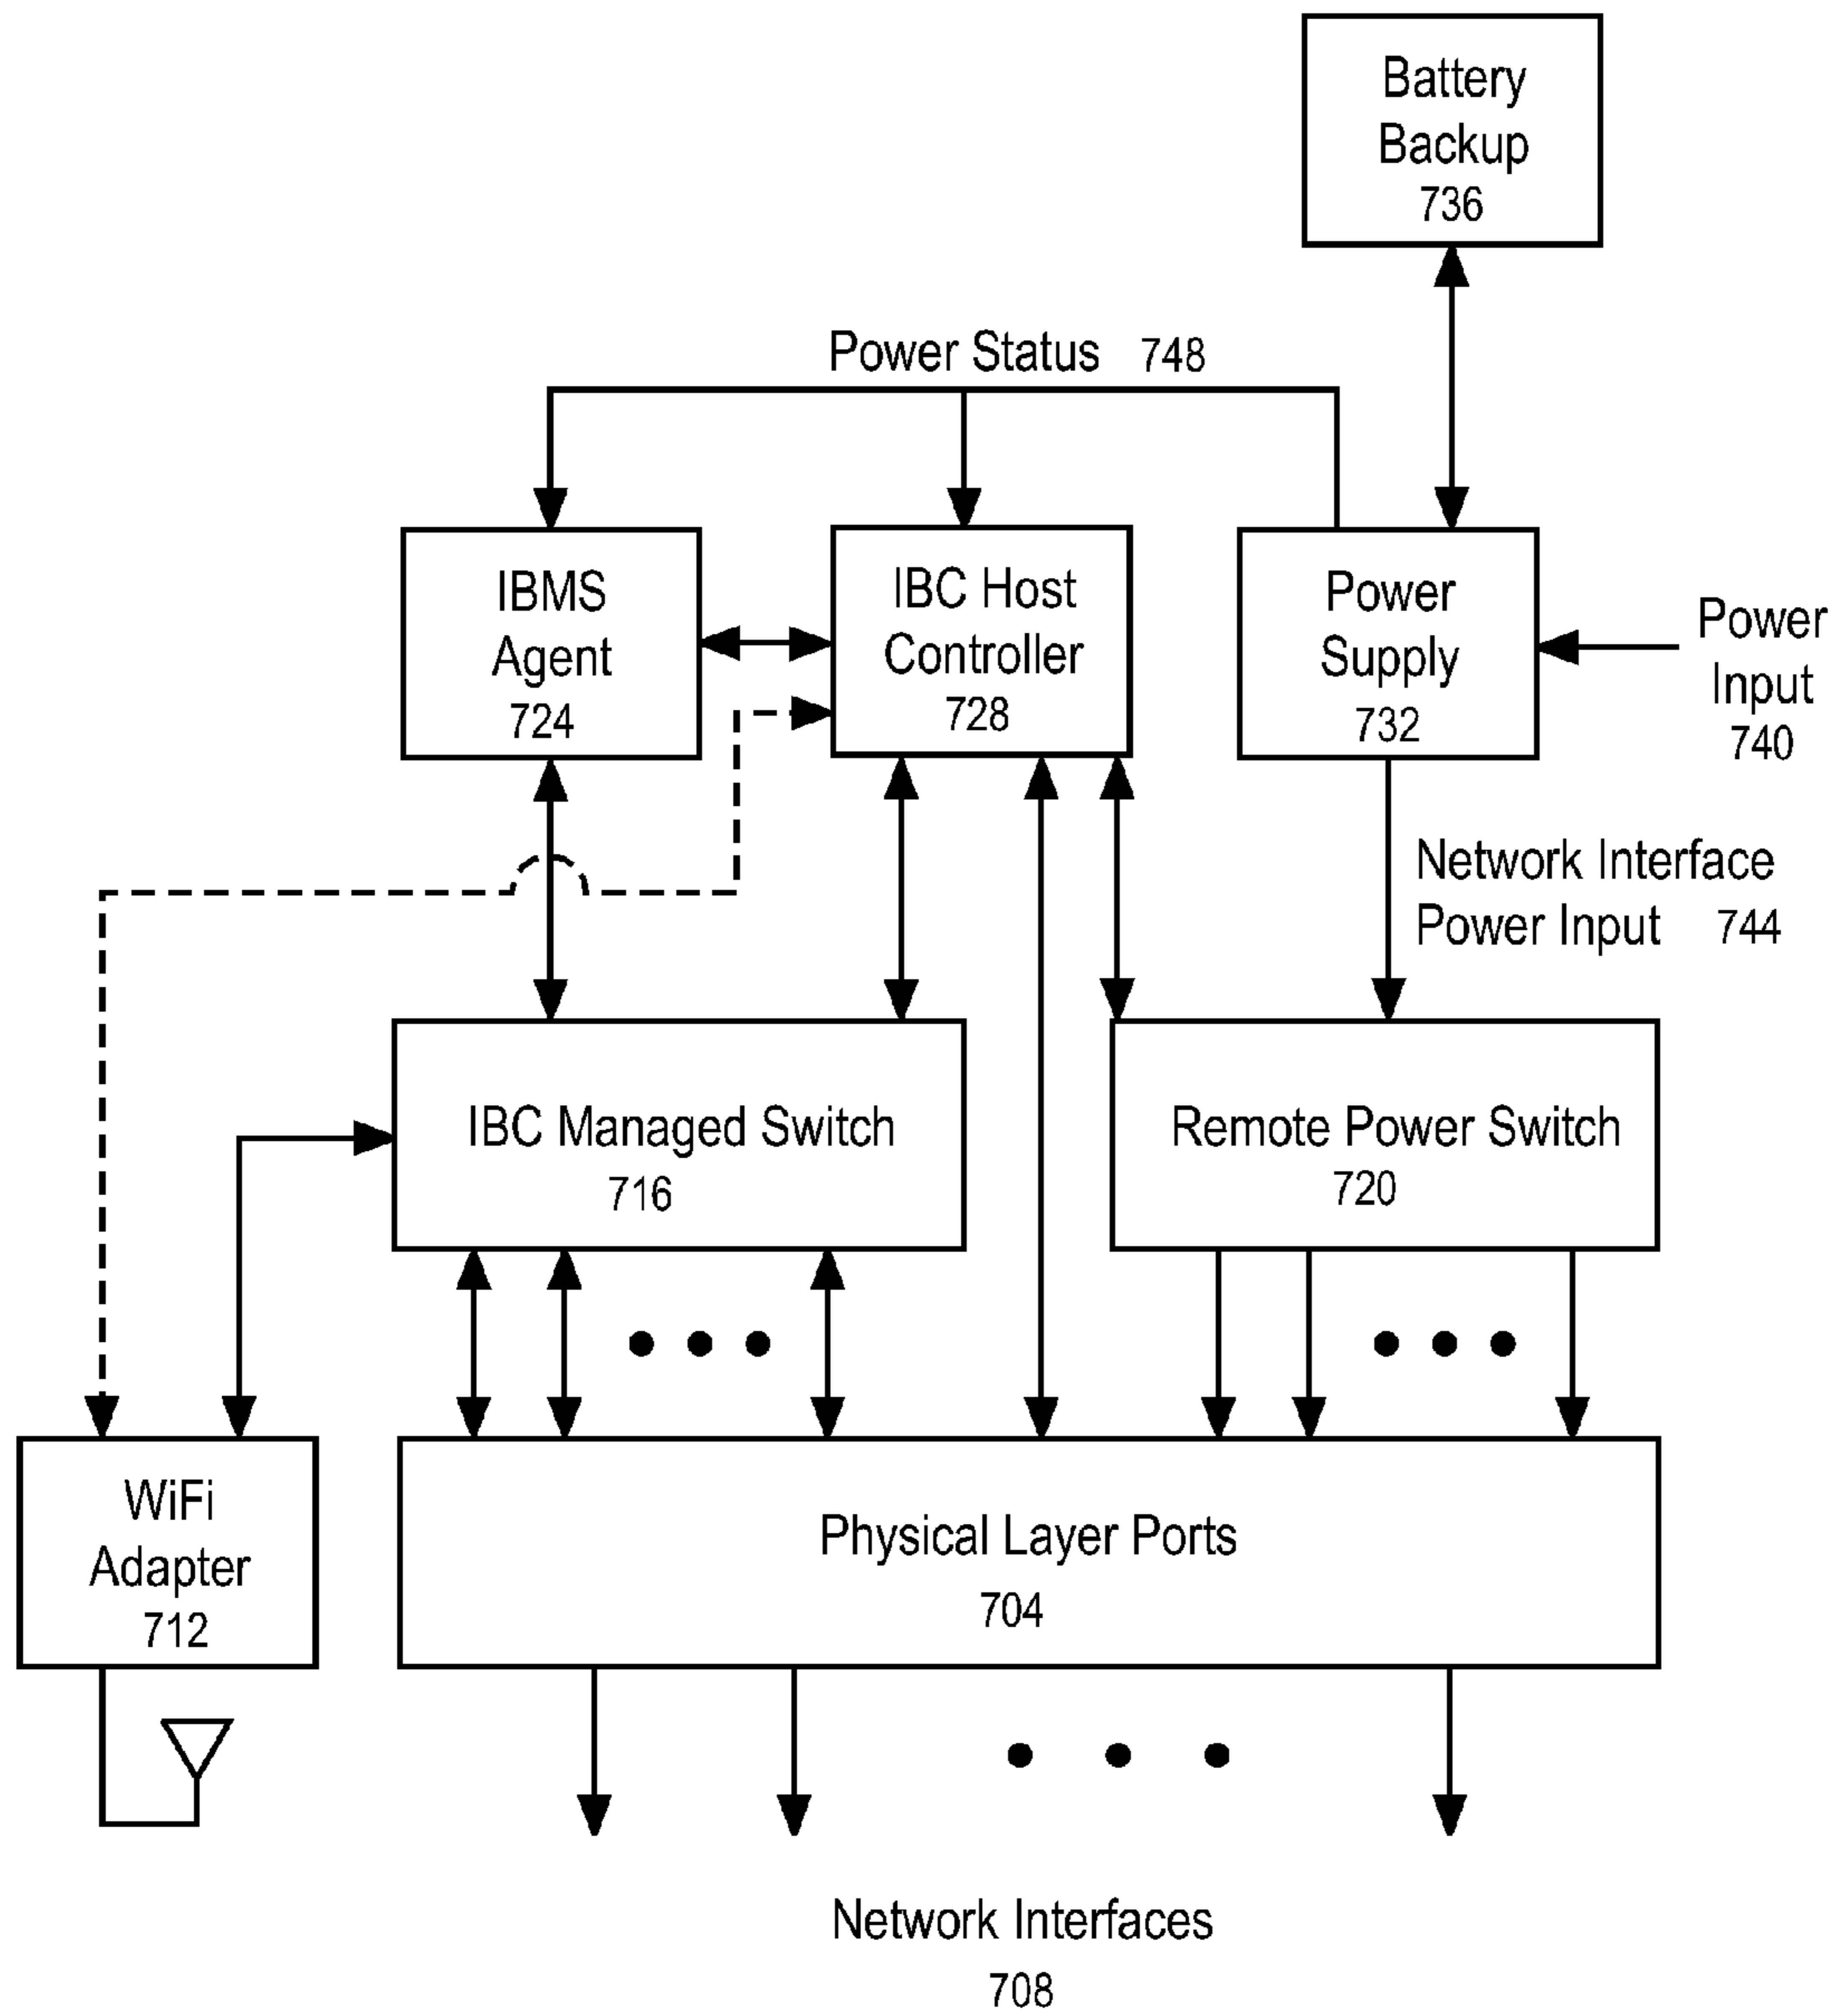 Battery
Backup
736
Power Status 748
IBMS
Agent
724
IBC Host
Controller
728
Power
Supply
732
Power
Input
740
Network Interface
Power Input 744
IBC Managed Switch
716
Remote Power Switch
720
WiFi
Adapter
712
Physical Layer Ports
704
Network Interfaces
708